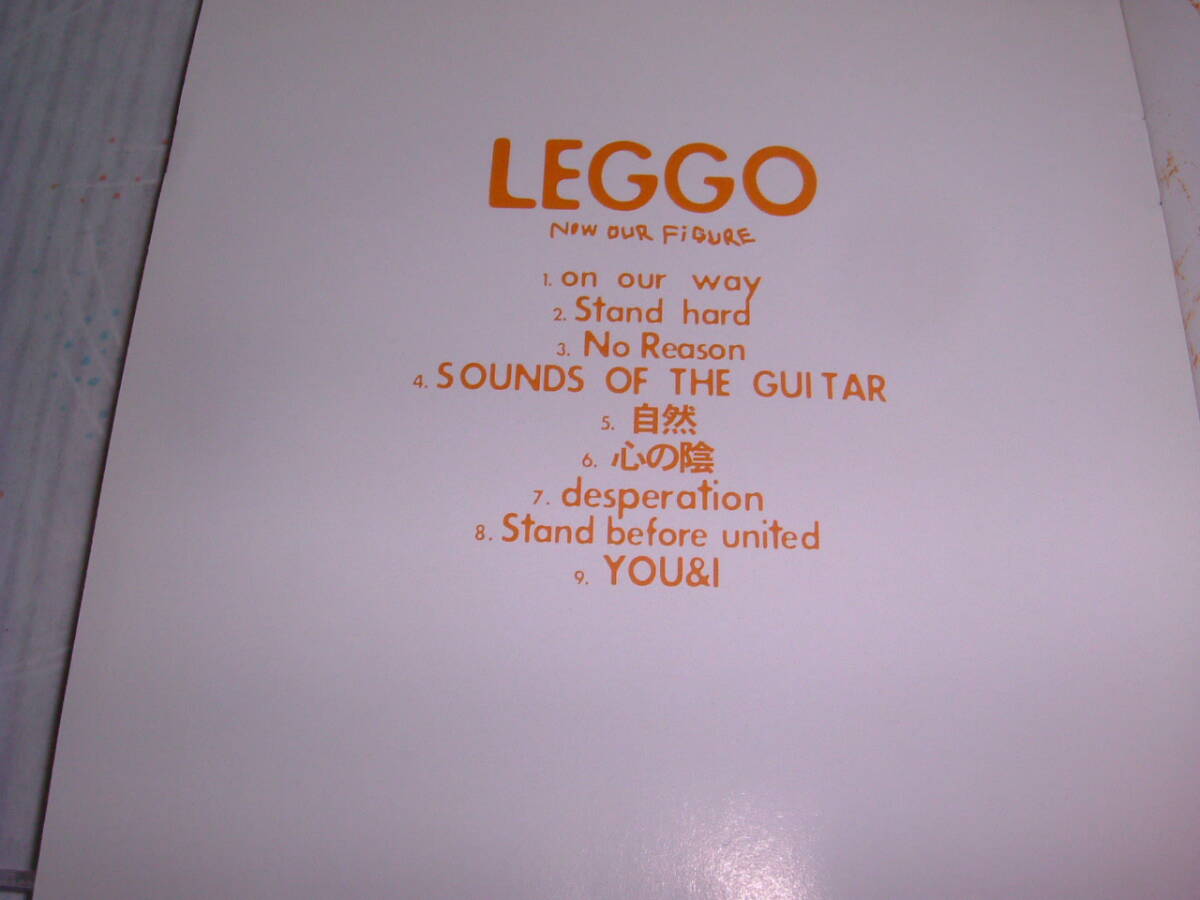 LEGGO
NOW OUR FiGURE
1. on our way
2. Stand hard
3. No Reason
4. SOUNDS OF THE GUITAR
5. 自然
6. 心の陰
7. desperation
8. Stand before united
9. YOU&I